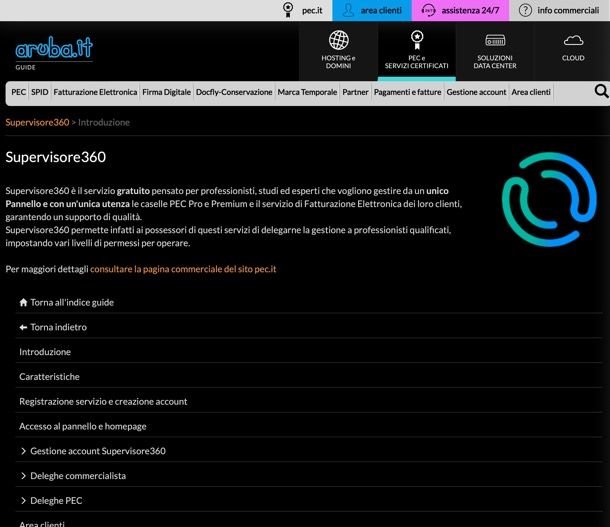 pec.it
area clienti
assistenza 24/7
info commerciali
aruba.it
GUIDE
HOSTING e
DOMINI
PEC e
SERVIZI CERTIFICATI
SOLUZIONI
DATA CENTER
CLOUD
PEC SPID Fatturazione Elettronica Firma Digitale Docfly-Conservazione Marca Temporale Partner Pagamenti e fatture Gestione account Area clienti
Supervisore360 > Introduzione
Supervisore360
Supervisore360 è il servizio gratuito pensato per professionisti, studi ed esperti che vogliono gestire da un unico
Pannello e con un'unica utenza le caselle PEC Pro e Premium e il servizio di Fatturazione Elettronica dei loro clienti,
garantendo un supporto di qualità.
Supervisore360 permette infatti ai possessori di questi servizi di delegarne la gestione a professionisti qualificati,
impostando vari livelli di permessi per operare.
Per maggiori dettagli consultare la pagina commerciale del sito pec.it
Torna all'indice guide
Torna indietro
Introduzione
Caratteristiche
Registrazione servizio e creazione account
Accesso al pannello e homepage
Gestione account Supervisore360
Deleghe commercialista
Deleghe PEC
Area clienti